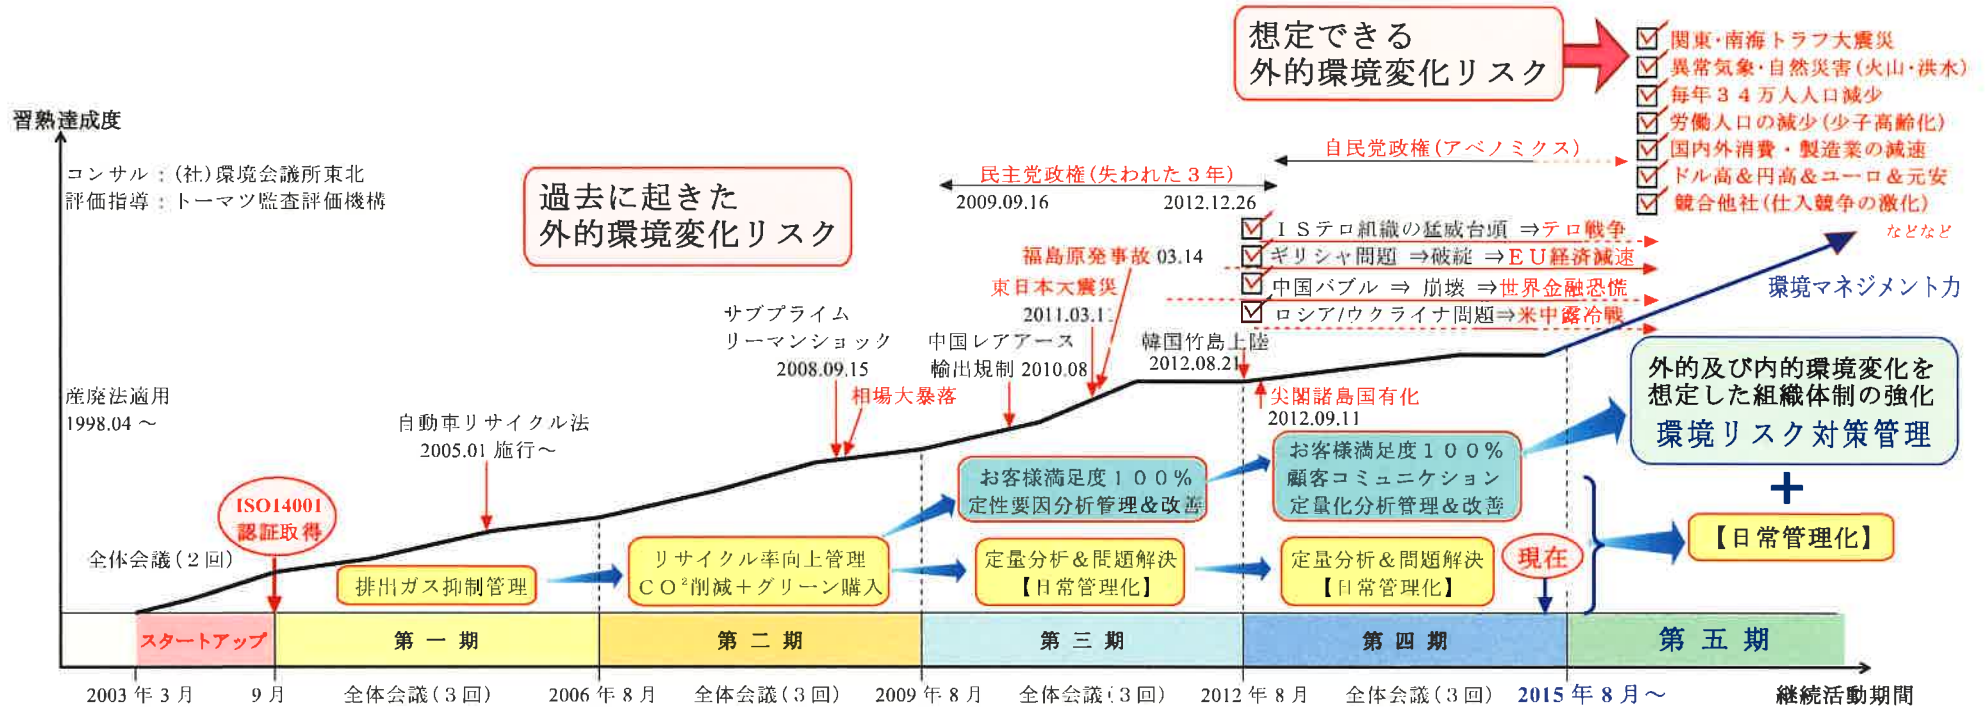 想定できる
外的環境変化リスク
関東・南海トラフ大震災
異常気象・自然災害(火山・洪水)
毎年３４万人人口減少
労働人口の減少(少子高齢化)
国内外消費・製造業の減速
ドル高＆円高＆ユーロ＆元安
競合他社(仕入競争の激化)
などなど
習熟達成度
コンサル：(社)環境会議所東北
評価指導：トーマツ監査評価機構
過去に起きた
外的環境変化リスク
自民党政権(アベノミクス)
民主党政権(失われた３年)
2009.09.16
2012.12.26
ＩＳテロ組織の猛威台頭 ⇒テロ戦争
ギリシャ問題 ⇒破綻 ⇒ＥＵ経済減速
中国バブル ⇒ 崩壊 ⇒世界金融恐慌
ロシア/ウクライナ問題⇒米中露冷戦
福島原発事故 03.14
東日本大震災
2011.03.11
環境マネジメント力
サブプライム
リーマンショック
2008.09.15
相場大暴落
中国レアアース
輸出規制 2010.08
韓国竹島上陸
2012.08.21
尖閣諸島国有化
2012.09.11
産廃法適用
1998.04 ～
自動車リサイクル法
2005.01 施行～
外的及び内的環境変化を
想定した組織体制の強化
環境リスク対策管理
+
【日常管理化】
ISO14001
認証取得
全体会議(２回)
排出ガス抑制管理
リサイクル率向上管理
ＣＯ²削減＋グリーン購入
お客様満足度１００％
定性要因分析管理＆改善
定量分析＆問題解決
【日常管理化】
お客様満足度１００％
顧客コミュニケション
定量化分析管理＆改善
定量分析＆問題解決
【日常管理化】
現在
スタートアップ
第 一 期
第 二 期
第 三 期
第 四 期
第 五 期
2003 年 3 月
9 月
全体会議(３回)
2006 年 8 月
全体会議(３回)
2009 年 8 月
全体会議(３回)
2012 年 8 月
全体会議(３回)
2015 年 8 月～
継続活動期間